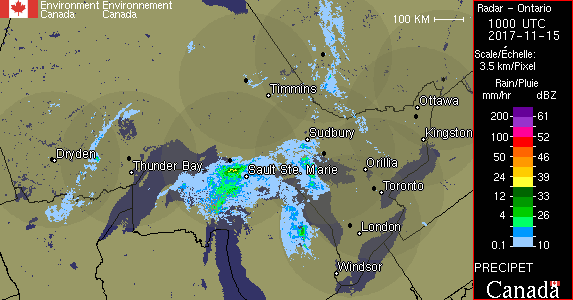 Environment Environnement
Canada Canada
100 KM
Timmins
Ottawa
Sudbury
Kingston
Dryden
Thunder Bay
Sault Ste. Marie
Orillia
Toronto
London
Windsor
Radar - Ontario
1000 UTC
2017-11-15
Scale/Échelle:
3.5 km/Pixel
Rain/Pluie
mm/hr dBZ
200 61
100 52
50 46
24 39
12 33
4 26
0.1 10
PRECIPET
Canada